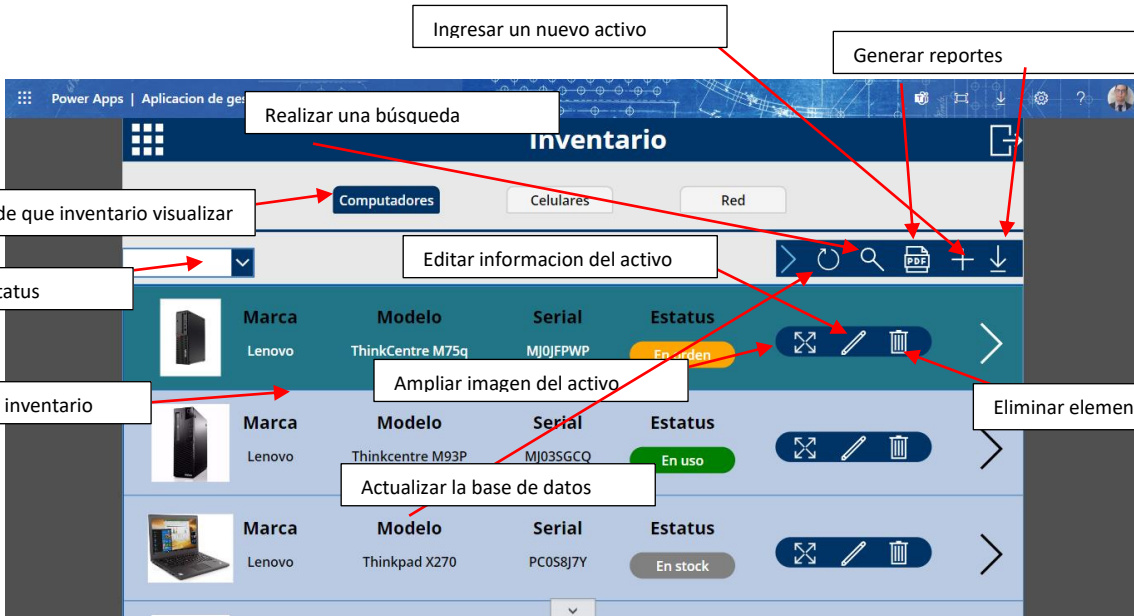 Ingresar un nuevo activo
Generar reportes
Power Apps | Aplicacion de ges
Realizar una búsqueda
Inventario
de que inventario visualizar
Computadores
Celulares
Red
Editar informacion del activo
PDF
tatus
Marca Modelo Serial Estatus
Lenovo ThinkCentre M75q MJ0JFPWP En orden
Ampliar imagen del activo
inventario
Eliminar elemen
Marca Modelo Serial Estatus
Lenovo Thinkcentre M93P MJ03SGCQ En uso
Actualizar la base de datos
Marca Modelo Serial Estatus
Lenovo Thinkpad X270 PC0S8J7Y En stock